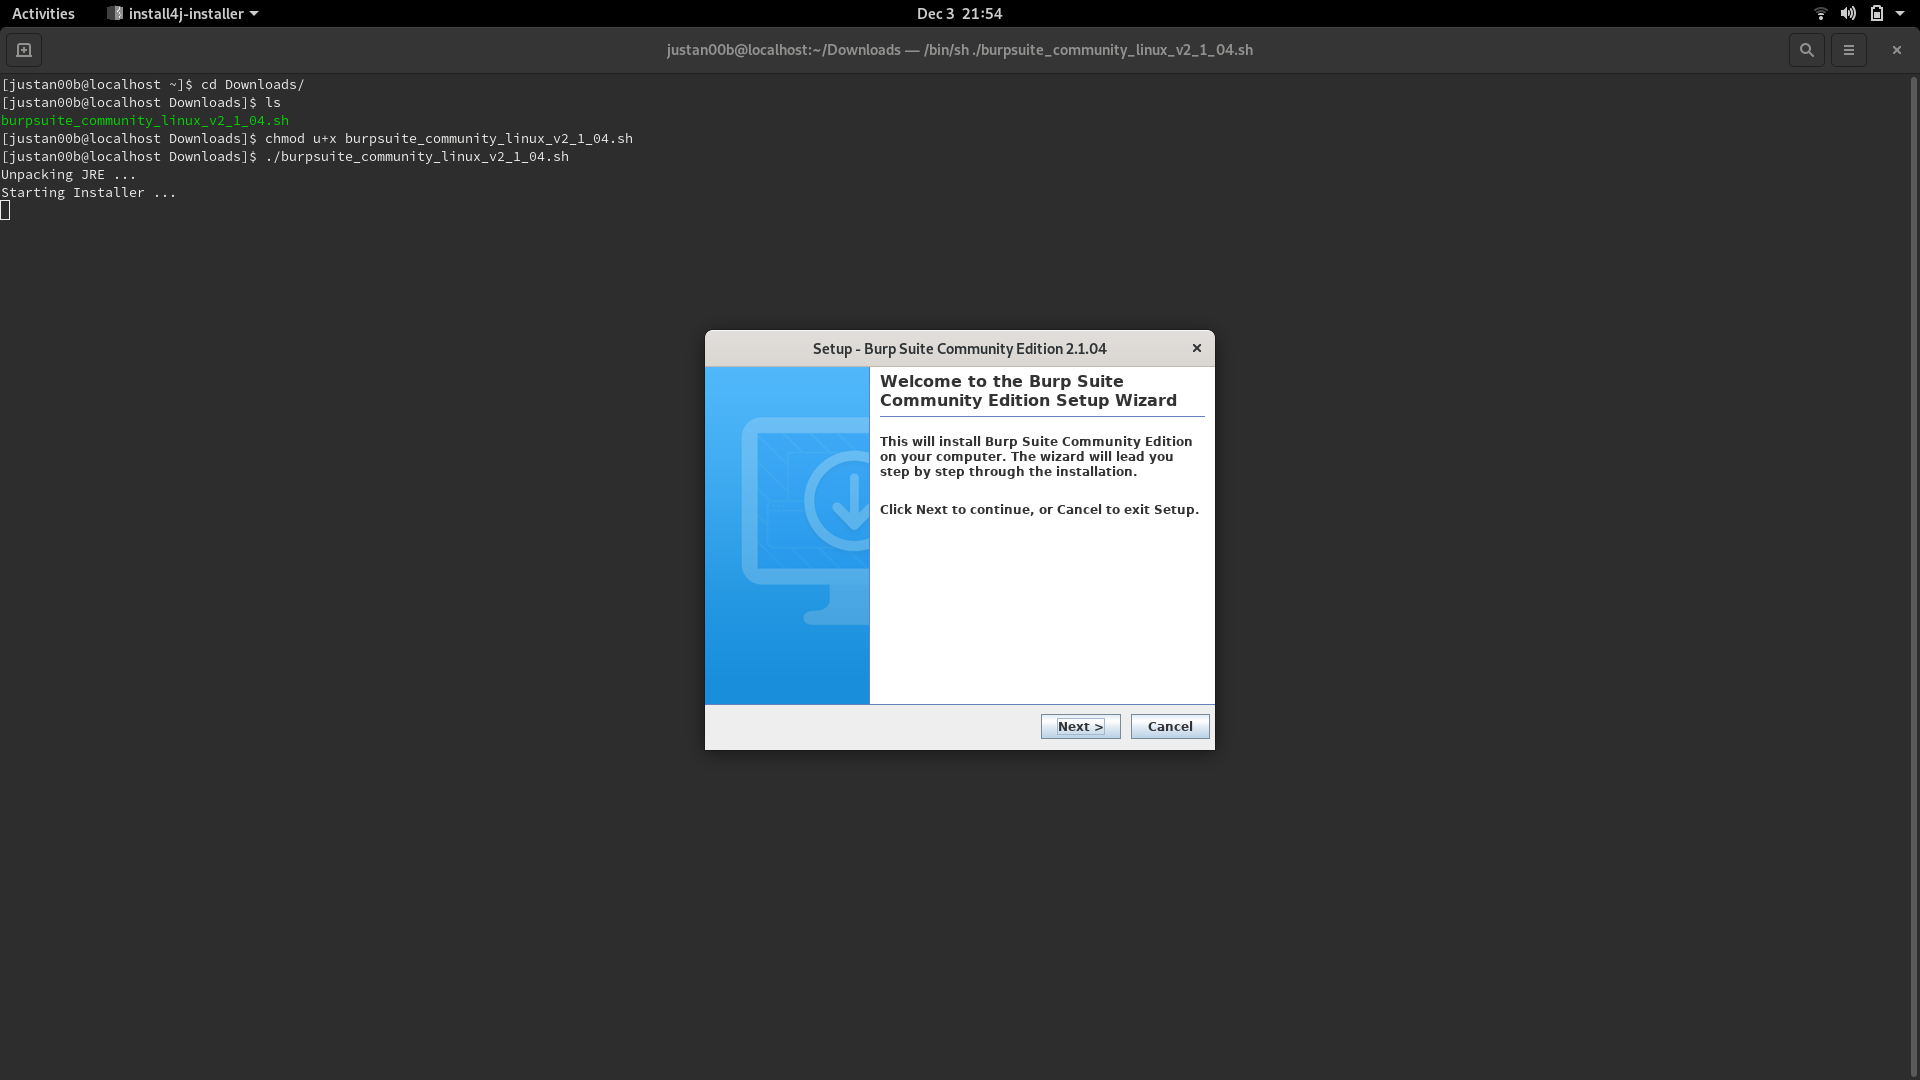 Activities install4j-installer Dec 3 21:54
justan00b@localhost:~/Downloads — /bin/sh ./burpsuite_community_linux_v2_1_04.sh
[justan00b@localhost ~]$ cd Downloads/
[justan00b@localhost Downloads]$ ls
burpsuite_community_linux_v2_1_04.sh
[justan00b@localhost Downloads]$ chmod u+x burpsuite_community_linux_v2_1_04.sh
[justan00b@localhost Downloads]$ ./burpsuite_community_linux_v2_1_04.sh
Unpacking JRE ...
Starting Installer ...
Setup - Burp Suite Community Edition 2.1.04
Welcome to the Burp Suite
Community Edition Setup Wizard
This will install Burp Suite Community Edition
on your computer. The wizard will lead you
step by step through the installation.
Click Next to continue, or Cancel to exit Setup.
Next > Cancel